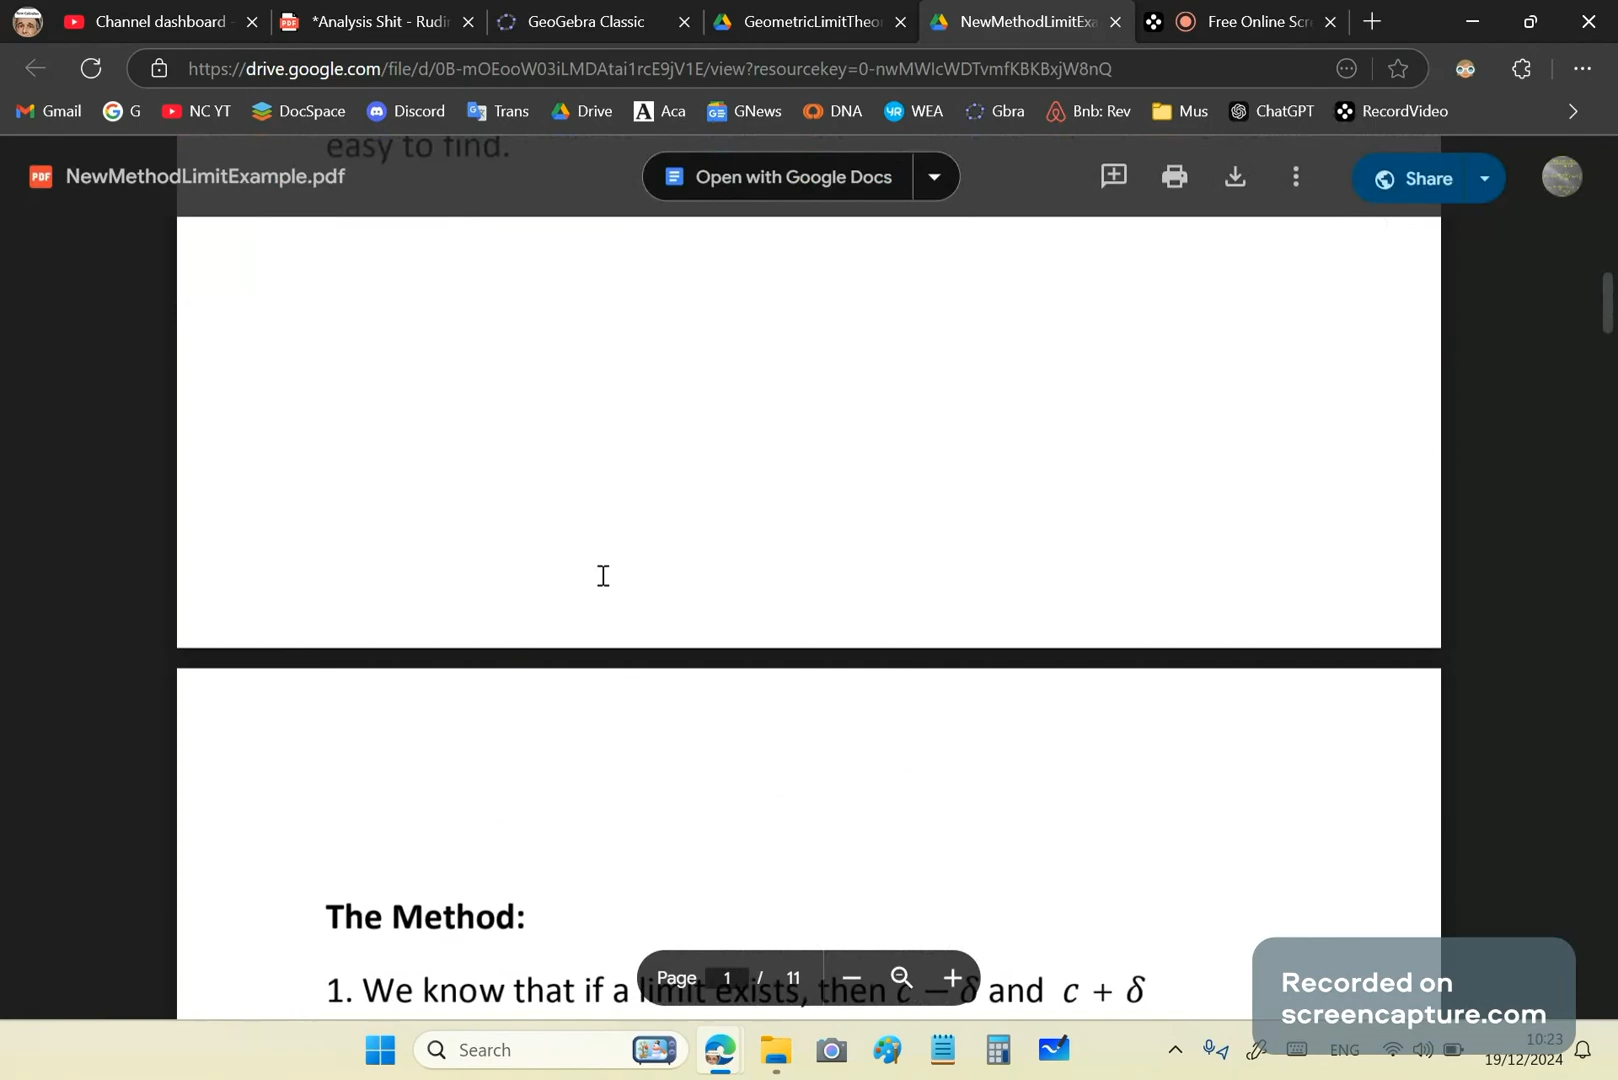 Channel dashboard -
*Analysis Shit - Rudi
GeoGebra Classic
GeometricLimitTheo
NewMethodLimitExa
Free Online Scr
https://drive.google.com/file/d/0B-mOEooW03iLMDAtai1rcE9jV1E/view?resourcekey=0-nwMWIcWDTvmfKBKBxjW8nQ
Gmail
G
NC YT
DocSpace
Discord
Trans
Drive
Aca
GNews
DNA
WEA
Gbra
Bnb: Rev
Mus
ChatGPT
RecordVideo
easy to find.
PDF NewMethodLimitExample.pdf
Open with Google Docs
Share
The Method:
1. We know that if a limit exists, then c − δ and c + δ
Page 1 / 11
Recorded on
screencapture.com
Search
ENG
10:23
19/12/2024